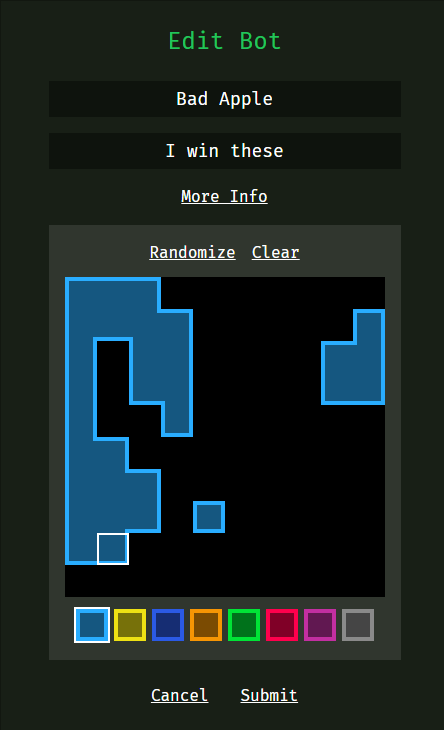 Edit Bot
Bad Apple
I win these
More Info
Randomize Clear
Cancel Submit